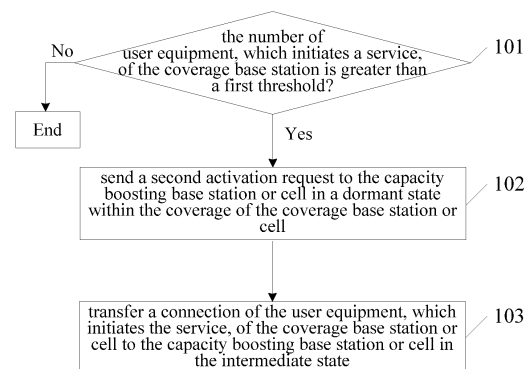 the number of
user equipment, which initiates a service,
of the coverage base station is greater than
a first threshold?
101
No
End
Yes
send a second activation request to the capacity
boosting base station or cell in a dormant state
within the coverage of the coverage base station or
cell
102
transfer a connection of the user equipment, which
initiates the service, of the coverage base station or
cell to the capacity boosting base station or cell in
the intermediate state
103